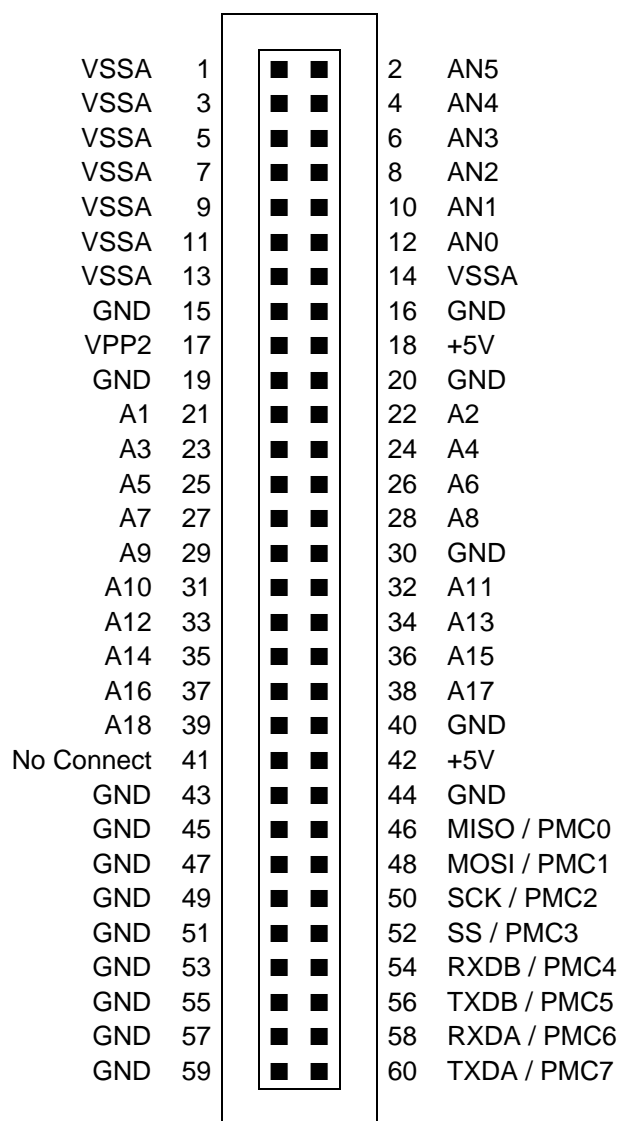 VSSA 1 2 AN5
VSSA 3 4 AN4
VSSA 5 6 AN3
VSSA 7 8 AN2
VSSA 9 10 AN1
VSSA 11 12 AN0
VSSA 13 14 VSSA
GND 15 16 GND
VPP2 17 18 +5V
GND 19 20 GND
A1 21 22 A2
A3 23 24 A4
A5 25 26 A6
A7 27 28 A8
A9 29 30 GND
A10 31 32 A11
A12 33 34 A13
A14 35 36 A15
A16 37 38 A17
A18 39 40 GND
No Connect 41 42 +5V
GND 43 44 GND
GND 45 46 MISO / PMC0
GND 47 48 MOSI / PMC1
GND 49 50 SCK / PMC2
GND 51 52 SS / PMC3
GND 53 54 RXDB / PMC4
GND 55 56 TXDB / PMC5
GND 57 58 RXDA / PMC6
GND 59 60 TXDA / PMC7